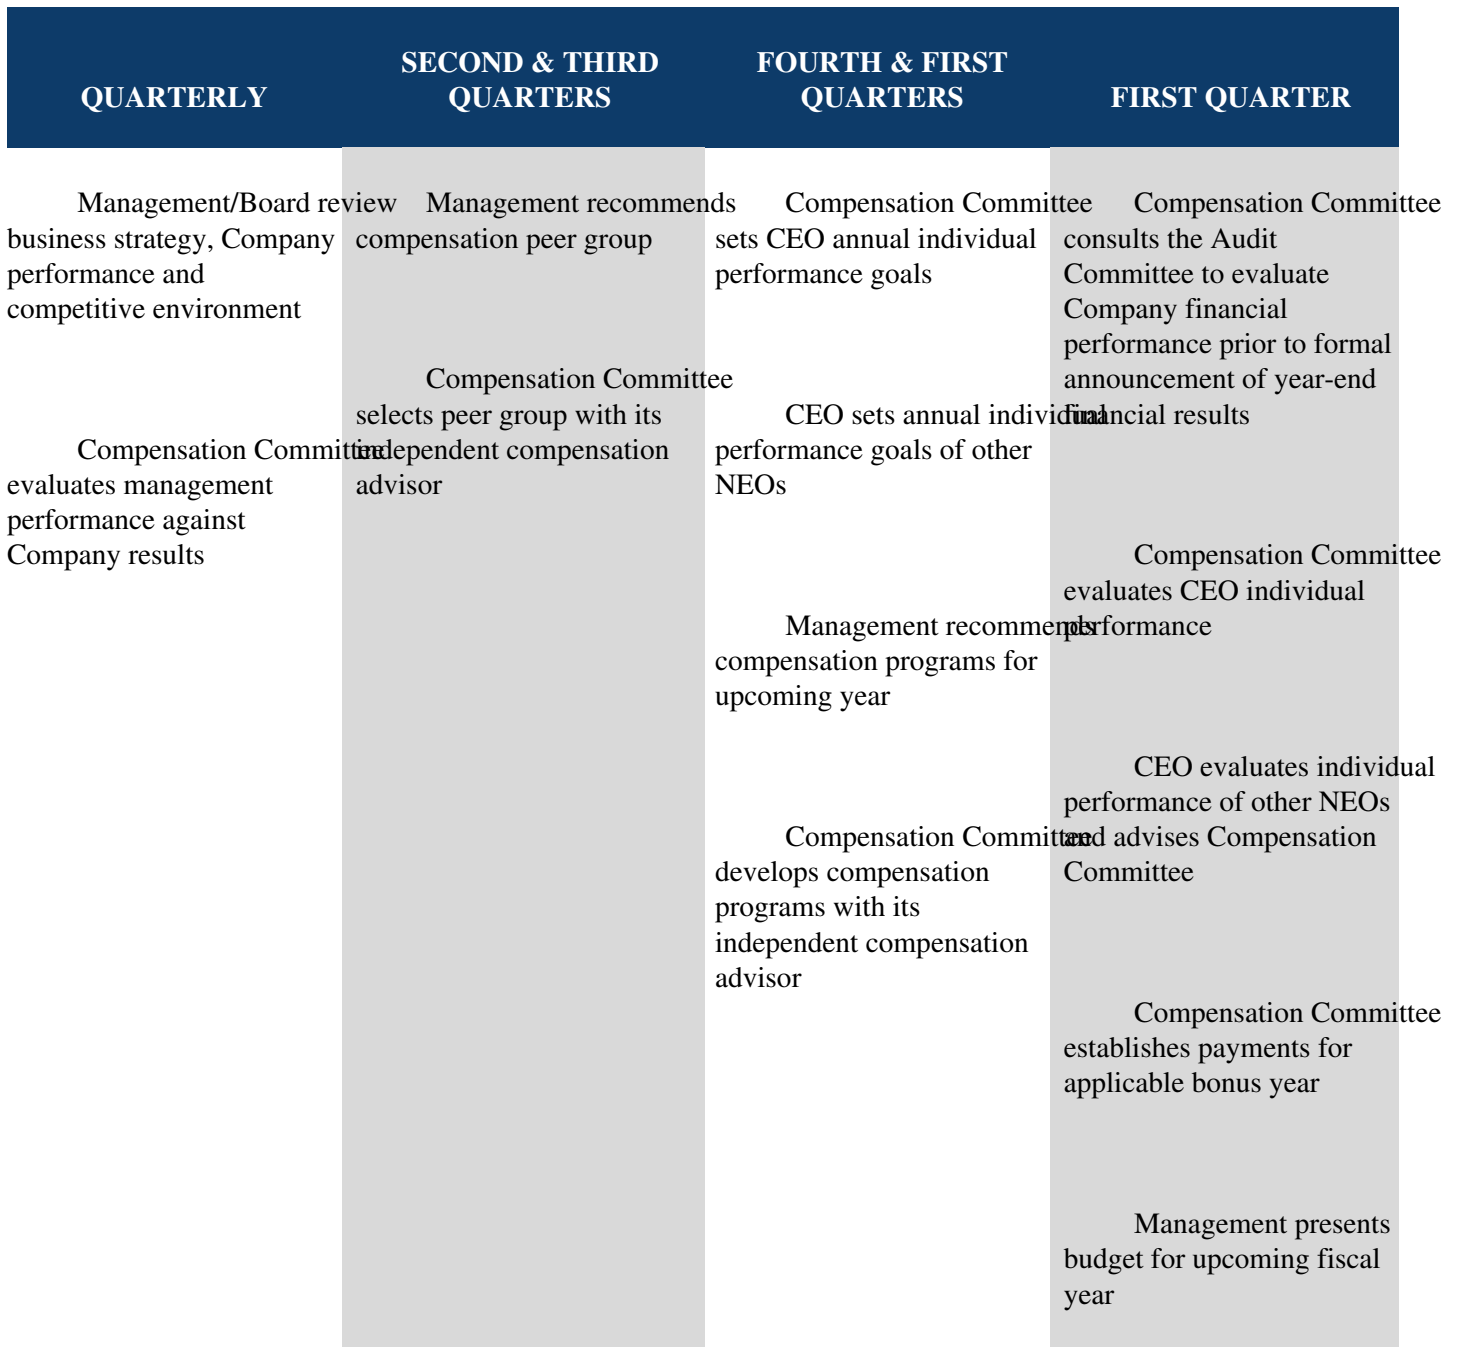 QUARTERLY
SECOND & THIRD
QUARTERS
FOURTH & FIRST
QUARTERS
FIRST QUARTER
Management/Board review
business strategy, Company
performance and
competitive environment
Compensation Committee
evaluates management
performance against
Company results
Management recommends
compensation peer group
Compensation Committee
selects peer group with its
independent compensation
advisor
Compensation Committee
sets CEO annual individual
performance goals
CEO sets annual individual
performance goals of other
NEOs
Management recommends
compensation programs for
upcoming year
Compensation Committee
develops compensation
programs with its
independent compensation
advisor
Compensation Committee
consults the Audit
Committee to evaluate
Company financial
performance prior to formal
announcement of year-end
financial results
Compensation Committee
evaluates CEO individual
performance
CEO evaluates individual
performance of other NEOs
and advises Compensation
Committee
Compensation Committee
establishes payments for
applicable bonus year
Management presents
budget for upcoming fiscal
year